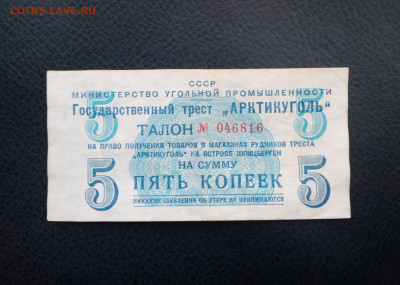 COINS.LAVE.RU
СССР
МИНИСТЕРСТВО УГОЛЬНОЙ ПРОМЫШЛЕННОСТИ
Государственный трест „АРКТИКУГОЛЬ"
5 5
ТАЛОН № 046816
НА ПРАВО ПОЛУЧЕНИЯ ТОВАРОВ В МАГАЗИНАХ РУДНИКОВ ТРЕСТА
„АРКТИКУГОЛЬ" НА ОСТРОВЕ ШПИЦБЕРГЕН
НА СУММУ
5 ПЯТЬ КОПЕЕК 5
НИКАКИЕ ЗАЯВЛЕНИЯ ОБ УТЕРЕ НЕ ПРИНИМАЮТСЯ